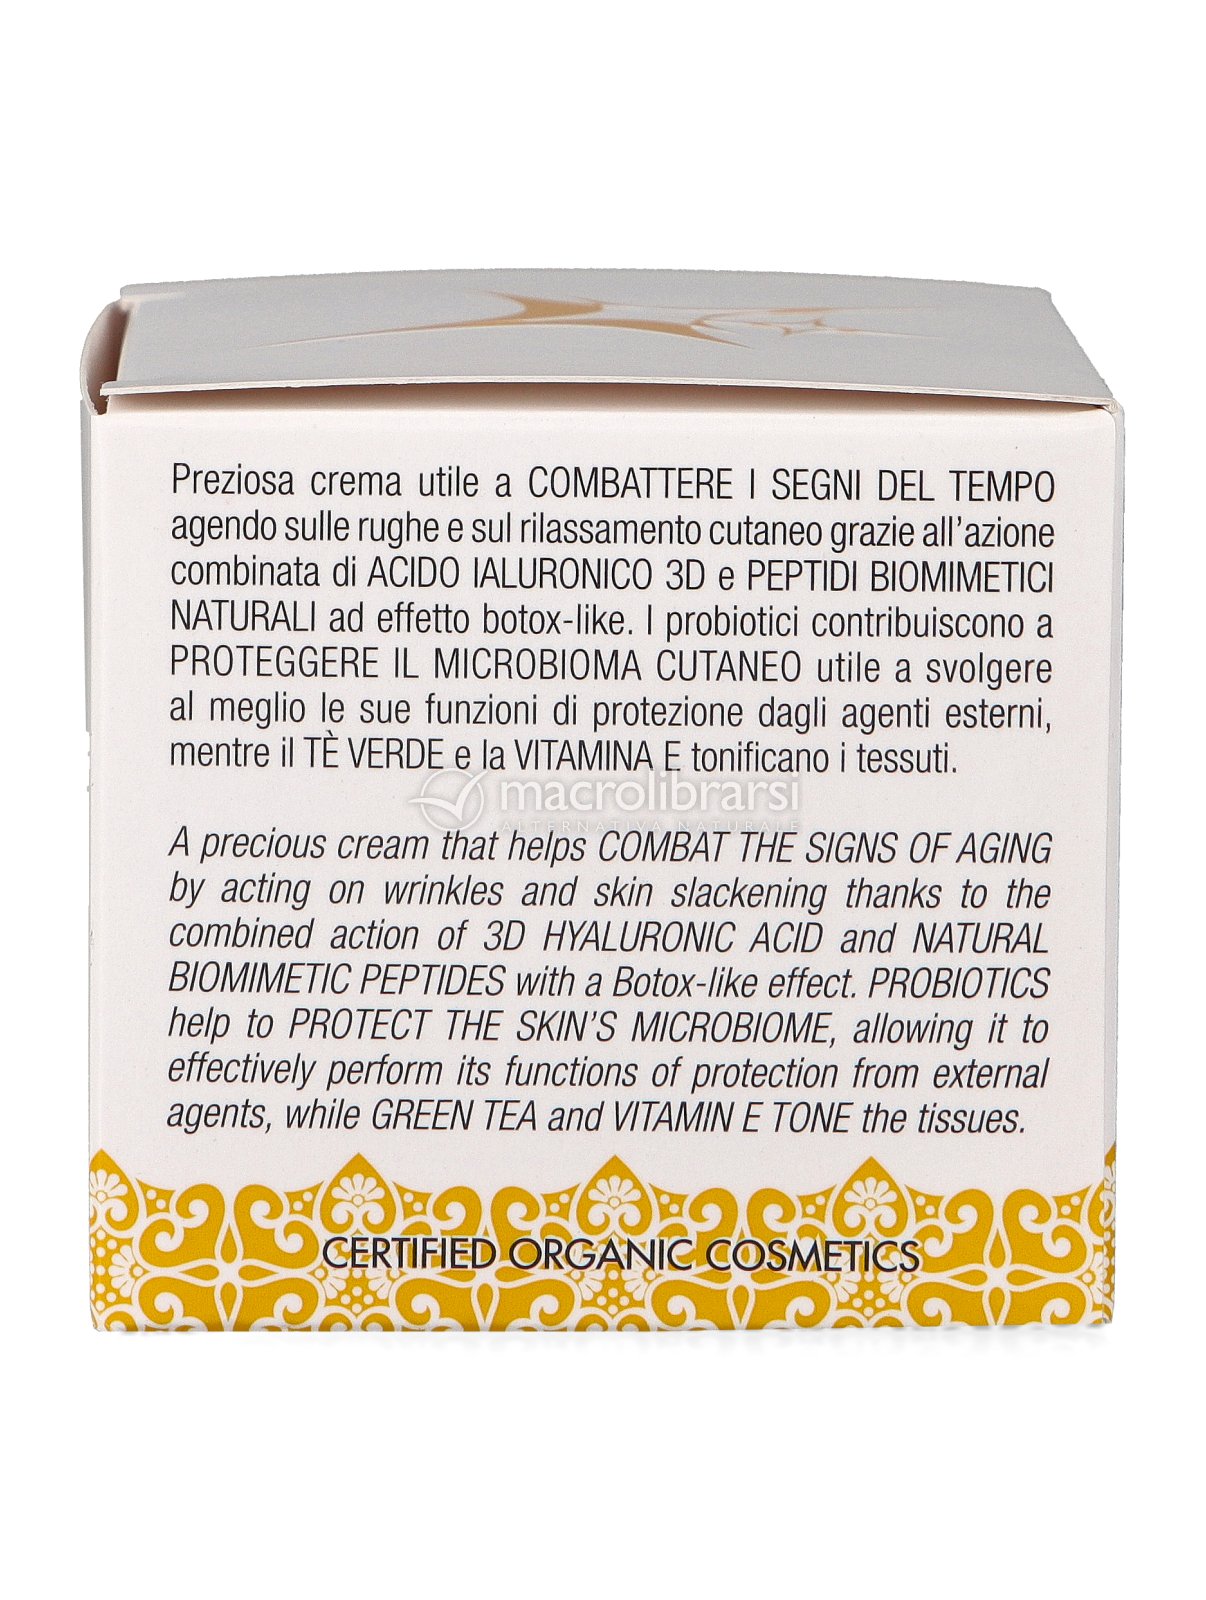 Preziosa crema utile a COMBATTERE I SEGNI DEL TEMPO
agendo sulle rughe e sul rilassamento cutaneo grazie all'azione
combinata di ACIDO IALURONICO 3D e PEPTIDI BIOMIMETICI
NATURALI ad effetto botox-like. I probiotici contribuiscono a
PROTEGGERE IL MICROBIOMA CUTANEO utile a svolgere
al meglio le sue funzioni di protezione dagli agenti esterni,
mentre il TÈ VERDE e la VITAMINA E tonificano i tessuti.
macrolibrarsi
ALTERNATIVA NATURALE
A precious cream that helps COMBAT THE SIGNS OF AGING
by acting on wrinkles and skin slackening thanks to the
combined action of 3D HYALURONIC ACID and NATURAL
BIOMIMETIC PEPTIDES with a Botox-like effect. PROBIOTICS
help to PROTECT THE SKIN'S MICROBIOME, allowing it to
effectively perform its functions of protection from external
agents, while GREEN TEA and VITAMIN E TONE the tissues.
CERTIFIED ORGANIC COSMETICS